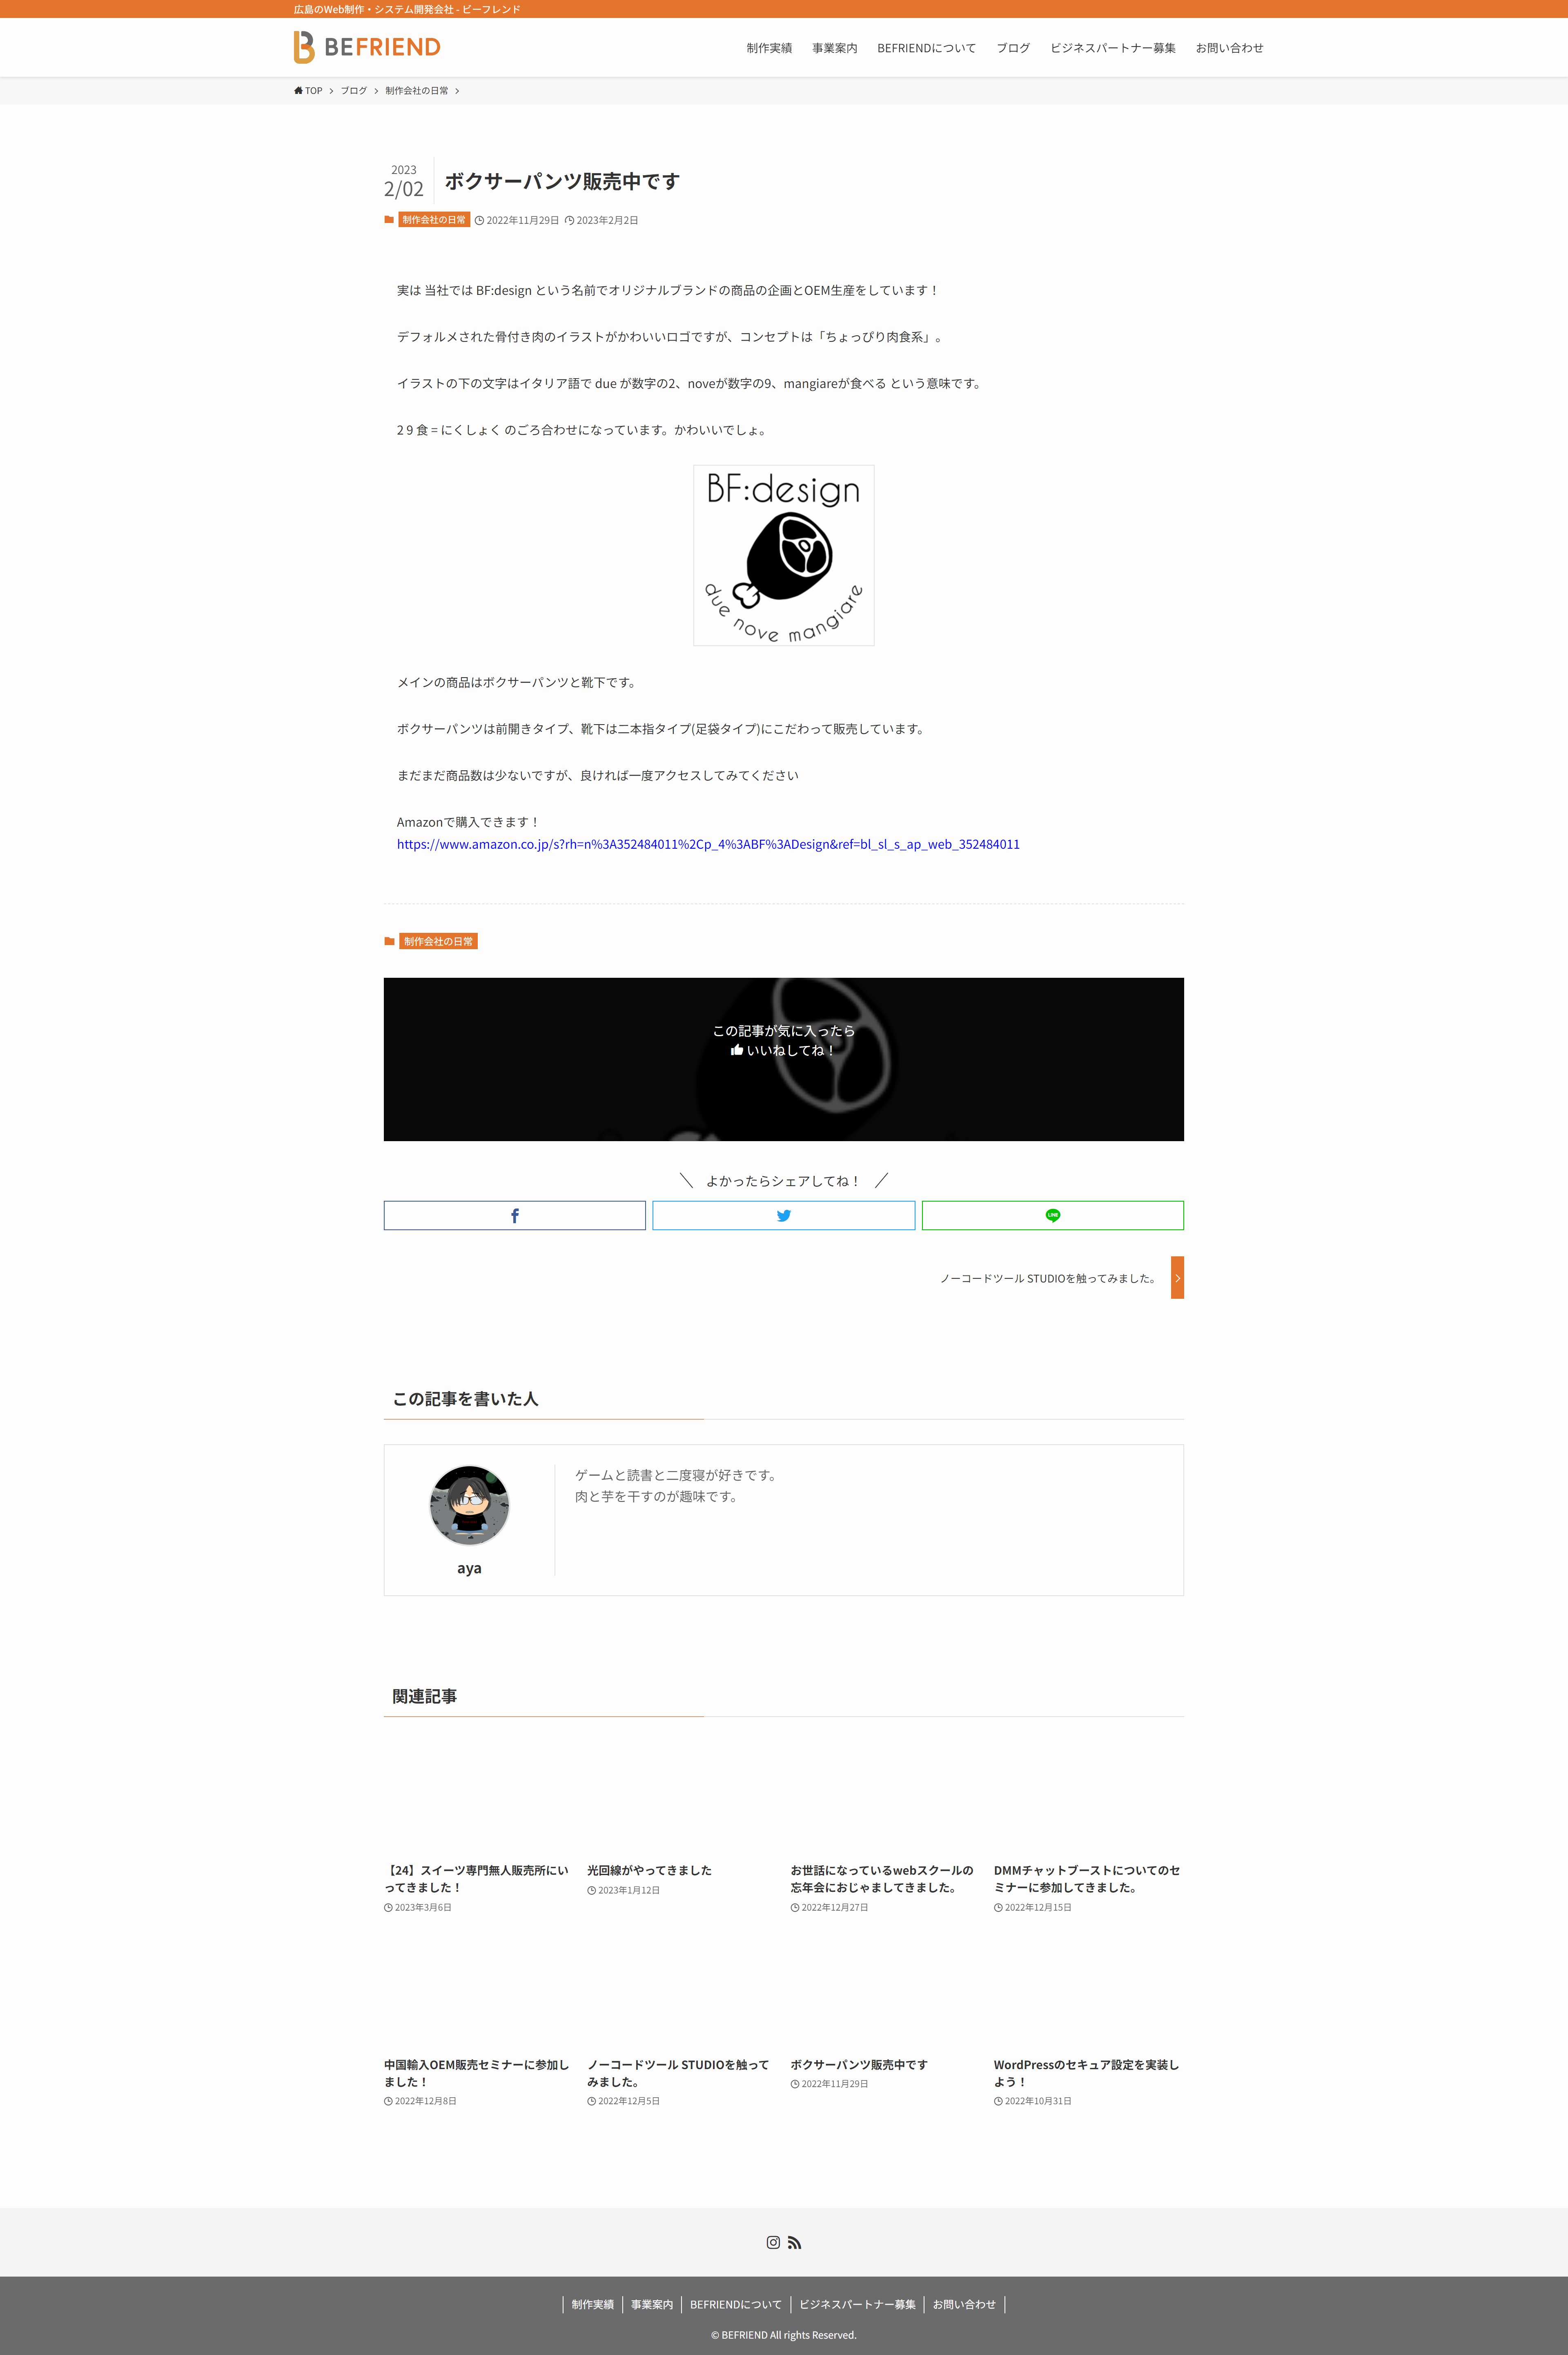 広島のWeb制作・システム開発会社 - ビーフレンド
BEFRIEND
制作実績 事業案内 BEFRIENDについて ブログ ビジネスパートナー募集 お問い合わせ
TOP ブログ 制作会社の日常
2023
2/02
ボクサーパンツ販売中です
制作会社の日常 2022年11月29日 2023年2月2日
実は 当社では BF:design という名前でオリジナルブランドの商品の企画とOEM生産をしています！
デフォルメされた骨付き肉のイラストがかわいいロゴですが、コンセプトは「ちょっぴり肉食系」。
イラストの下の文字はイタリア語で due が数字の2、noveが数字の9、mangiareが食べる という意味です。
2 9 食 = にくしょく のごろ合わせになっています。かわいいでしょ。
BF:design
due nove mangiare
メインの商品はボクサーパンツと靴下です。
ボクサーパンツは前開きタイプ、靴下は二本指タイプ(足袋タイプ)にこだわって販売しています。
まだまだ商品数は少ないですが、良ければ一度アクセスしてみてください
Amazonで購入できます！
https://www.amazon.co.jp/s?rh=n%3A352484011%2Cp_4%3ABF%3ADesign&ref=bl_sl_s_ap_web_352484011
制作会社の日常
この記事が気に入ったら
いいねしてね！
よかったらシェアしてね！
LINE
ノーコードツール STUDIOを触ってみました。
この記事を書いた人
ゲームと読書と二度寝が好きです。
肉と芋を干すのが趣味です。
aya
関連記事
【24】スイーツ専門無人販売所にい
ってきました！
2023年3月6日
光回線がやってきました
2023年1月12日
お世話になっているwebスクールの
忘年会におじゃましてきました。
2022年12月27日
DMMチャットブーストについてのセ
ミナーに参加してきました。
2022年12月15日
中国輸入OEM販売セミナーに参加し
ました！
2022年12月8日
ノーコードツール STUDIOを触って
みました。
2022年12月5日
ボクサーパンツ販売中です
2022年11月29日
WordPressのセキュア設定を実装し
よう！
2022年10月31日
制作実績 事業案内 BEFRIENDについて ビジネスパートナー募集 お問い合わせ
© BEFRIEND All rights Reserved.